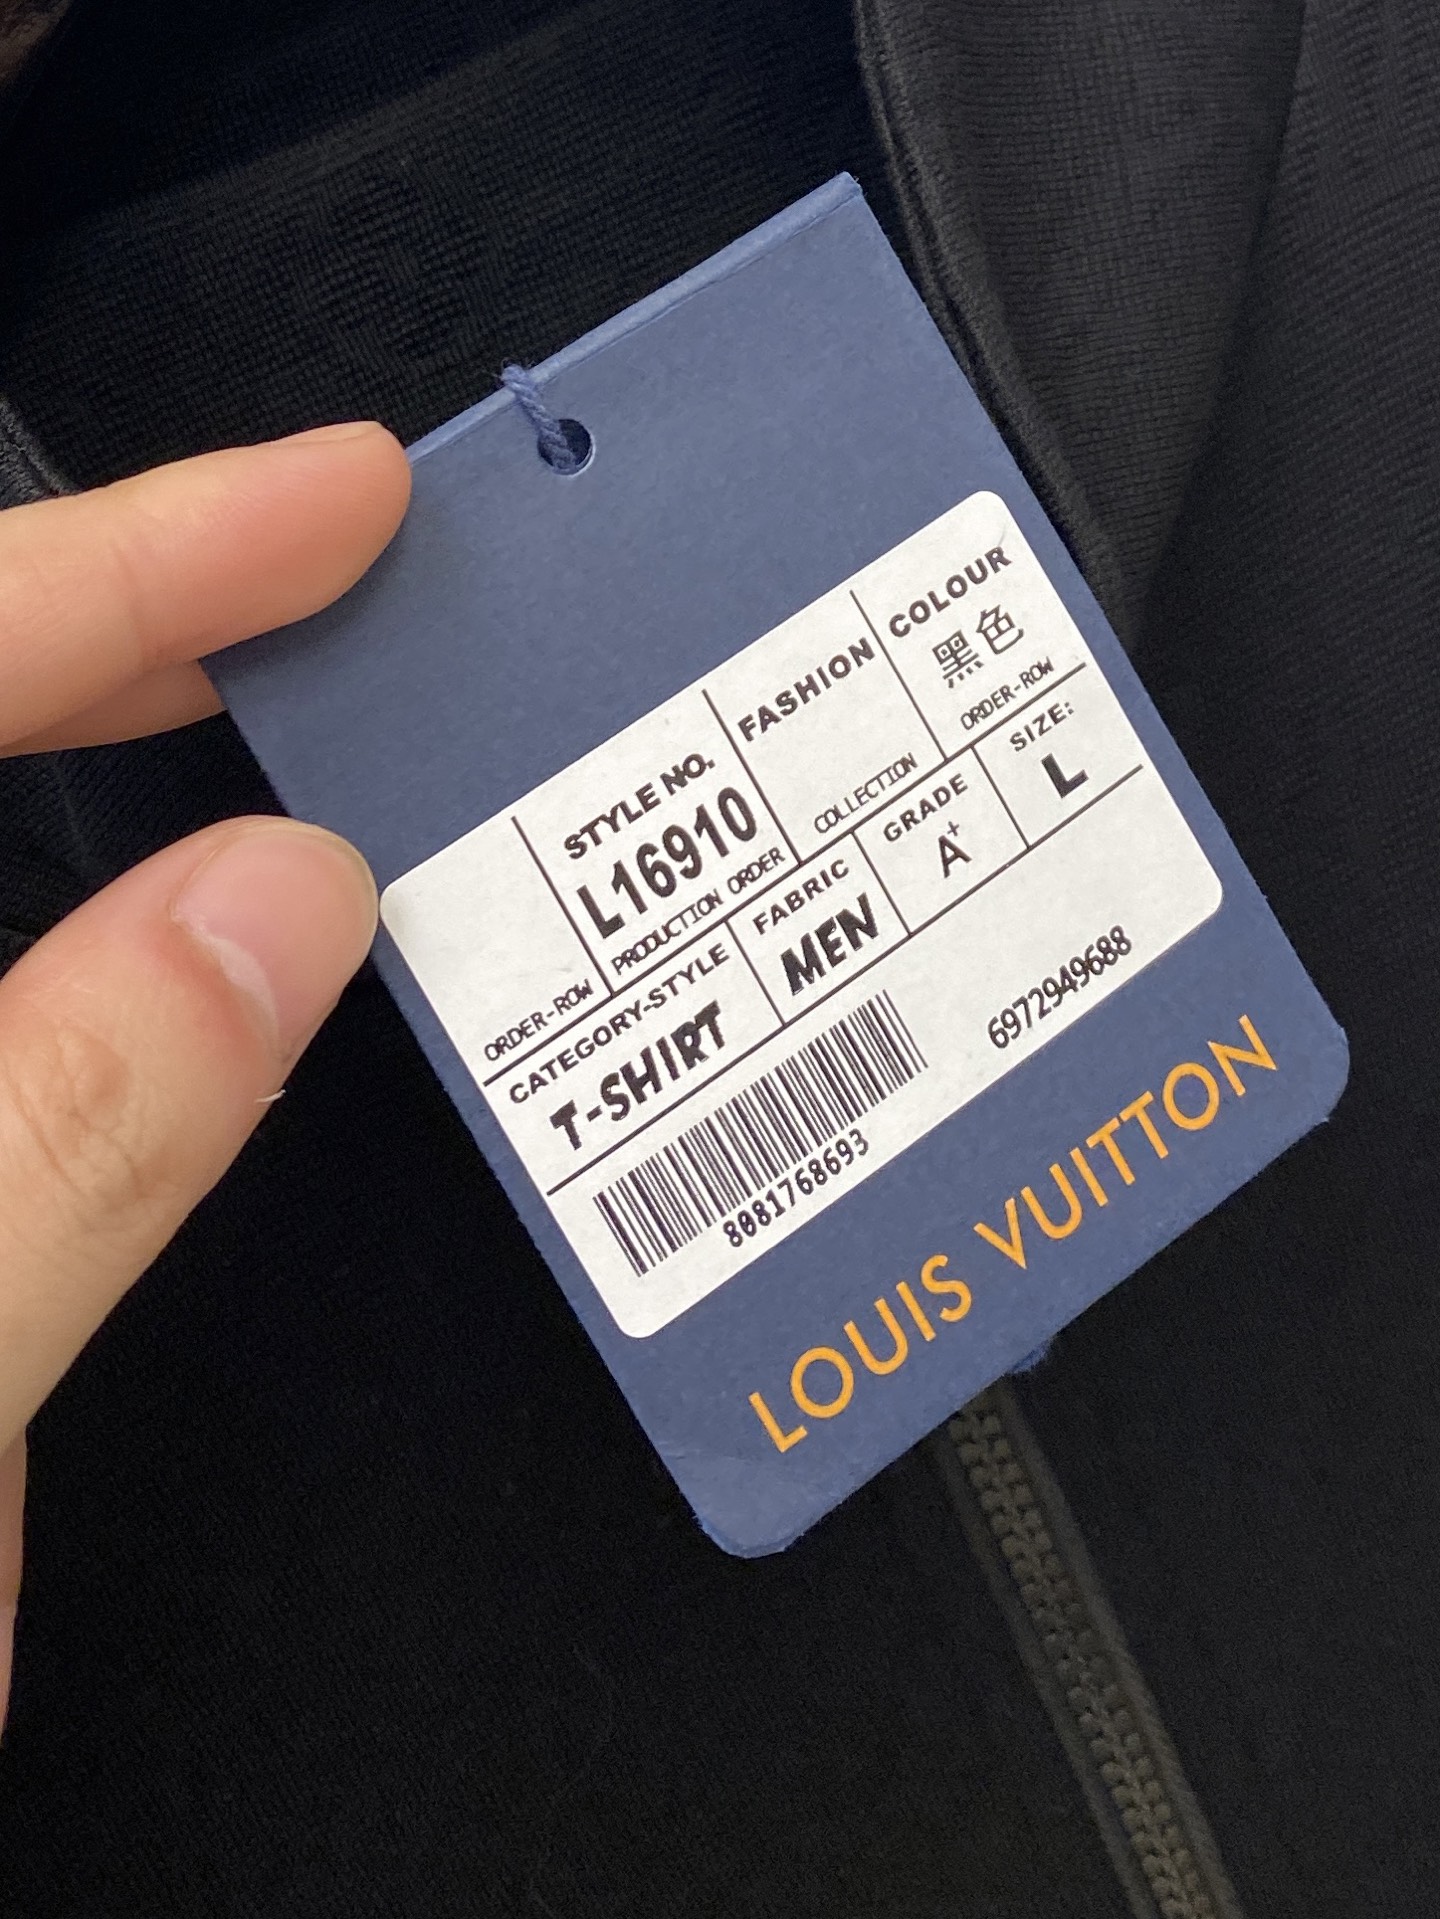 STYLE NO.
L16910
PRODUCTION ORDER
FASHION
COLLECTION
COLOUR
黑色
ORDER-ROW
ORDER-ROW
CATEGORY-STYLE
T-SHIRT
FABRIC
MEN
GRADE
A+
SIZE:
L
8081768693
6972949688
LOUIS VUITTON